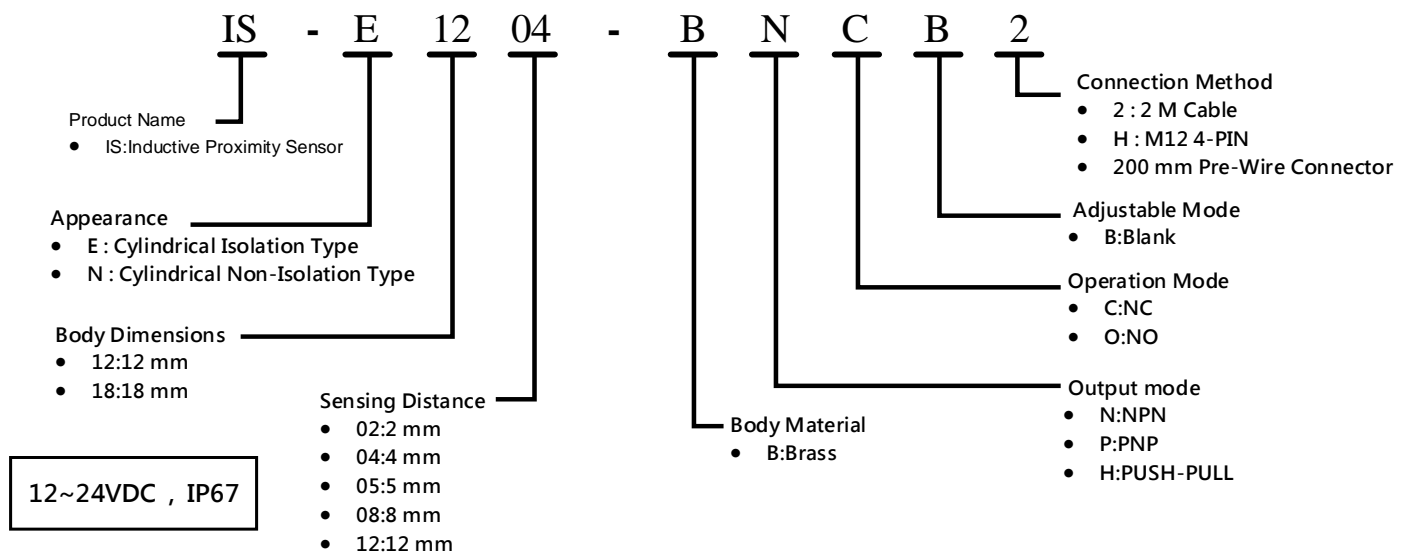 IS - E 12 04 - B N C B 2
Product Name
• IS:Inductive Proximity Sensor
Appearance
• E : Cylindrical Isolation Type
• N : Cylindrical Non-Isolation Type
Body Dimensions
• 12:12 mm
• 18:18 mm
Sensing Distance
• 02:2 mm
• 04:4 mm
• 05:5 mm
• 08:8 mm
• 12:12 mm
12~24VDC , IP67
Body Material
• B:Brass
Connection Method
• 2 : 2 M Cable
• H : M12 4-PIN
• 200 mm Pre-Wire Connector
Adjustable Mode
• B:Blank
Operation Mode
• C:NC
• O:NO
Output mode
• N:NPN
• P:PNP
• H:PUSH-PULL